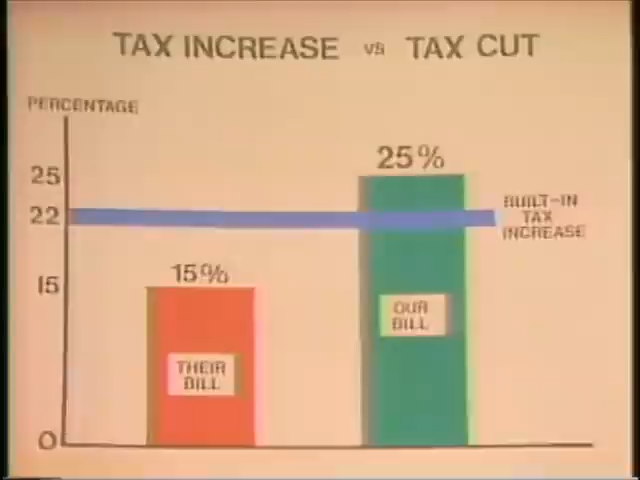 TAX INCREASE vs TAX CUT
PERCENTAGE
25%
25
22
BUILT-IN
TAX
INCREASE
15%
15
OUR
BILL
THEIR
BILL
0